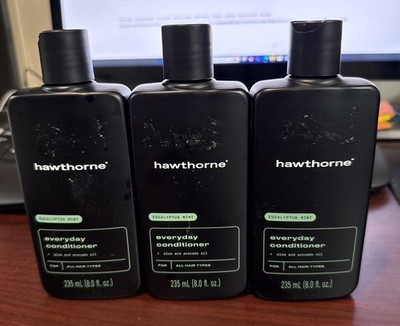 hawthorne
EUCALYPTUS MINT
everyday
conditioner
+ aloe and avocado oil
FOR ALL HAIR TYPES
235 mL (8.0 fl. oz.)
hawthorne
EUCALYPTUS MINT
everyday
conditioner
+ aloe and avocado oil
FOR ALL HAIR TYPES
235 mL (8.0 fl. oz.)
hawthorne
EUCALYPTUS MINT
everyday
conditioner
+ aloe and avocado oil
FOR ALL HAIR TYPES
235 mL (8.0 fl. oz.)